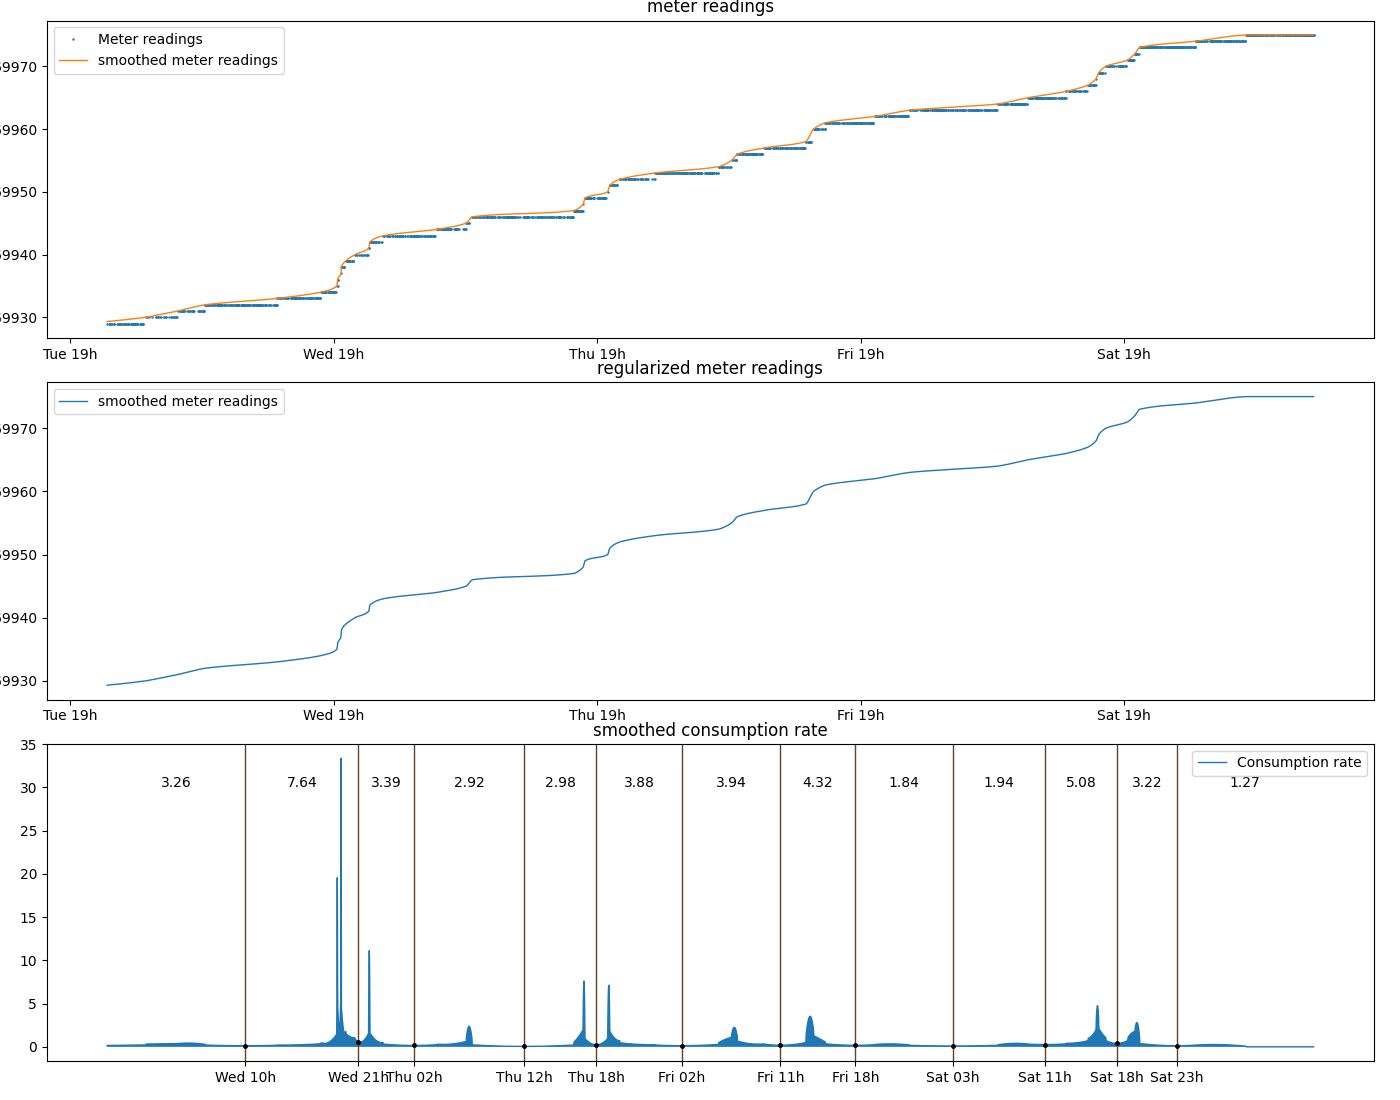 meter readings
Meter readings
smoothed meter readings
9970
9960
9950
9940
9930
Tue 19h Wed 19h Thu 19h Fri 19h Sat 19h
regularized meter readings
smoothed meter readings
9970
9960
9950
9940
9930
Tue 19h Wed 19h Thu 19h Fri 19h Sat 19h
smoothed consumption rate
Consumption rate
3.26 7.64 3.39 2.92 2.98 3.88 3.94 4.32 1.84 1.94 5.08 3.22 1.27
35
30
25
20
15
10
5
0
Wed 10h Wed 21h Thu 02h Thu 12h Thu 18h Fri 02h Fri 11h Fri 18h Sat 03h Sat 11h Sat 18h Sat 23h